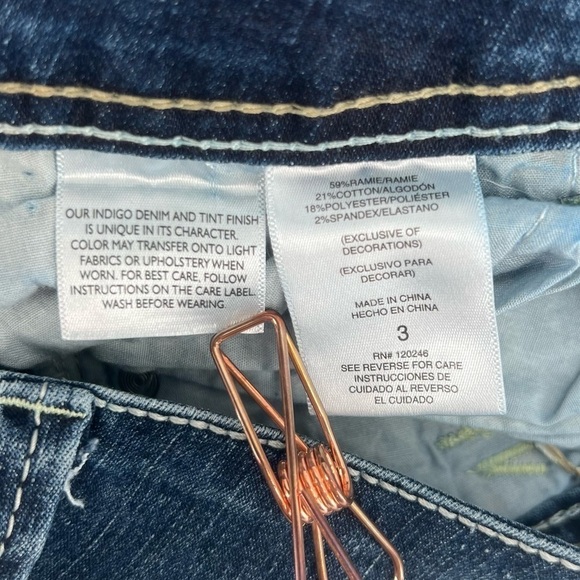 OUR INDIGO DENIM AND TINT FINISH
IS UNIQUE IN ITS CHARACTER.
COLOR MAY TRANSFER ONTO LIGHT
FABRICS OR UPHOLSTERY WHEN
WORN. FOR BEST CARE, FOLLOW
INSTRUCTIONS ON THE CARE LABEL.
WASH BEFORE WEARING
59%RAMIE/RAMIE
21%COTTON/ALGODÓN
18%POLYESTER/POLIÉSTER
2%SPANDEX/ELASTANO
(EXCLUSIVE OF
DECORATIONS)
(EXCLUSIVO PARA
DECORAR)
MADE IN CHINA
HECHO EN CHINA
3
RN# 120246
SEE REVERSE FOR CARE
INSTRUCCIONES DE
CUIDADO AL REVERSO
EL CUIDADO